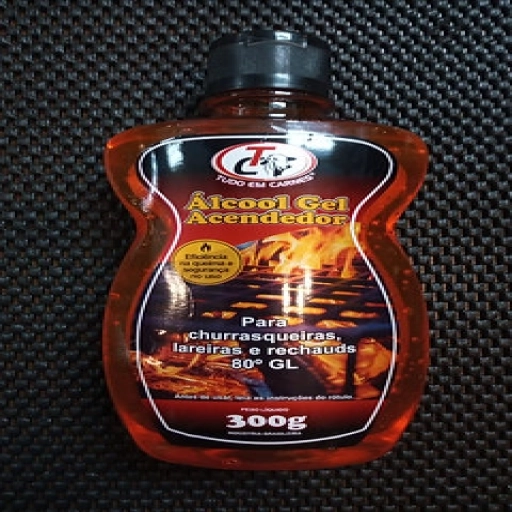 TC
TUDO EM CARNES
Álcool Gel
Acendedor
Eficiência
na queima e
segurança
no uso
Para
churrasqueiras,
lareiras e rechauds
80° GL
Antes de usar, leia as instruções do rótulo.
PESO LÍQUIDO
300g
INDÚSTRIA BRASILEIRA